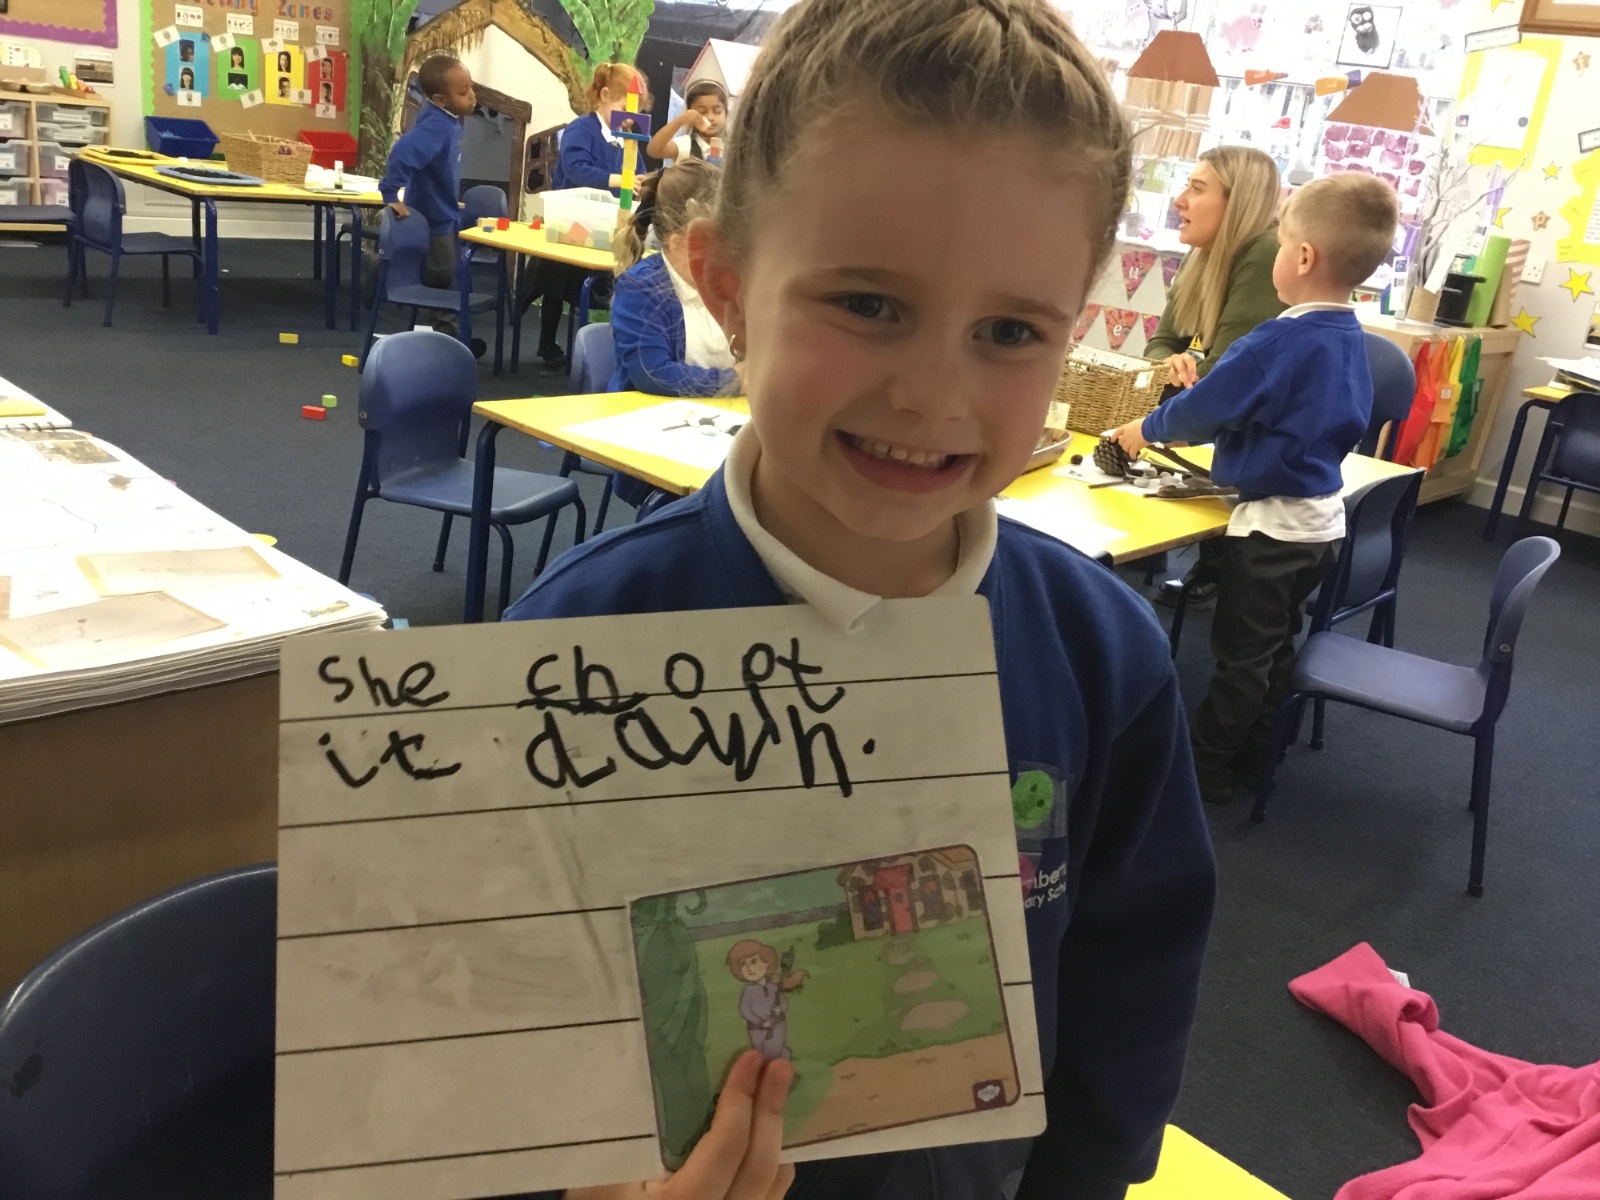 she chopt
it dawn.